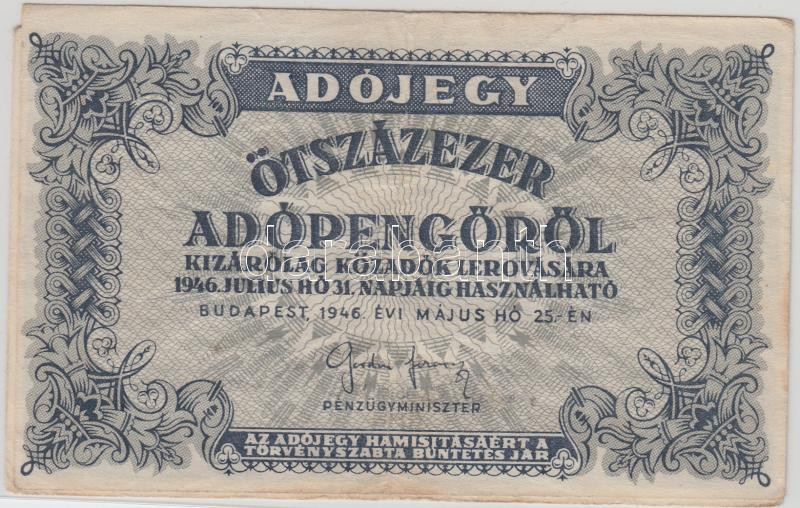 ADÓJEGY
ÖTSZÁZEZER
ADÓPENGŐRŐL
KIZÁRÓLAG KÖZADÓK LEROVÁSÁRA
1946. JULIUS HÓ 31. NAPJÁIG HASZNÁLHATÓ
BUDAPEST, 1946. ÉVI MÁJUS HÓ 25.-ÉN
PÉNZÜGYMINISZTER
AZ ADÓJEGY HAMISITÁSÁÉRT A
TÖRVÉNYSZABTA BÜNTETÉS JÁR
darabanth